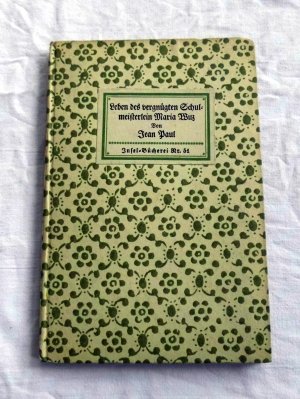 Leben des vergnügten Schul-
meisterlein Maria Wuz
Von
Jean Paul
Insel-Bücherei Nr. 51